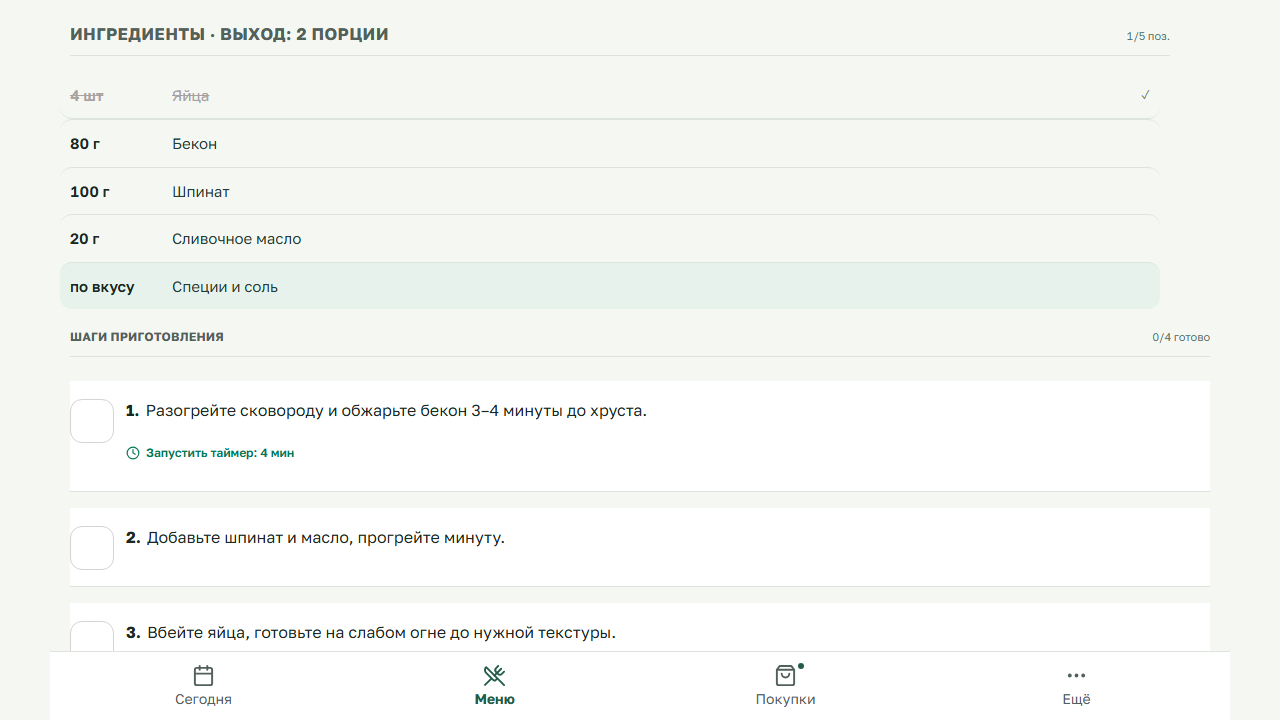 ИНГРЕДИЕНТЫ · ВЫХОД: 2 ПОРЦИИ
1/5 поз.
4 шт Яйца ✓
80 г Бекон
100 г Шпинат
20 г Сливочное масло
по вкусу Специи и соль
ШАГИ ПРИГОТОВЛЕНИЯ
0/4 готово
1. Разогрейте сковороду и обжарьте бекон 3–4 минуты до хруста.
Запустить таймер: 4 мин
2. Добавьте шпинат и масло, прогрейте минуту.
3. Вбейте яйца, готовьте на слабом огне до нужной текстуры.
Сегодня
Меню
Покупки
Ещё